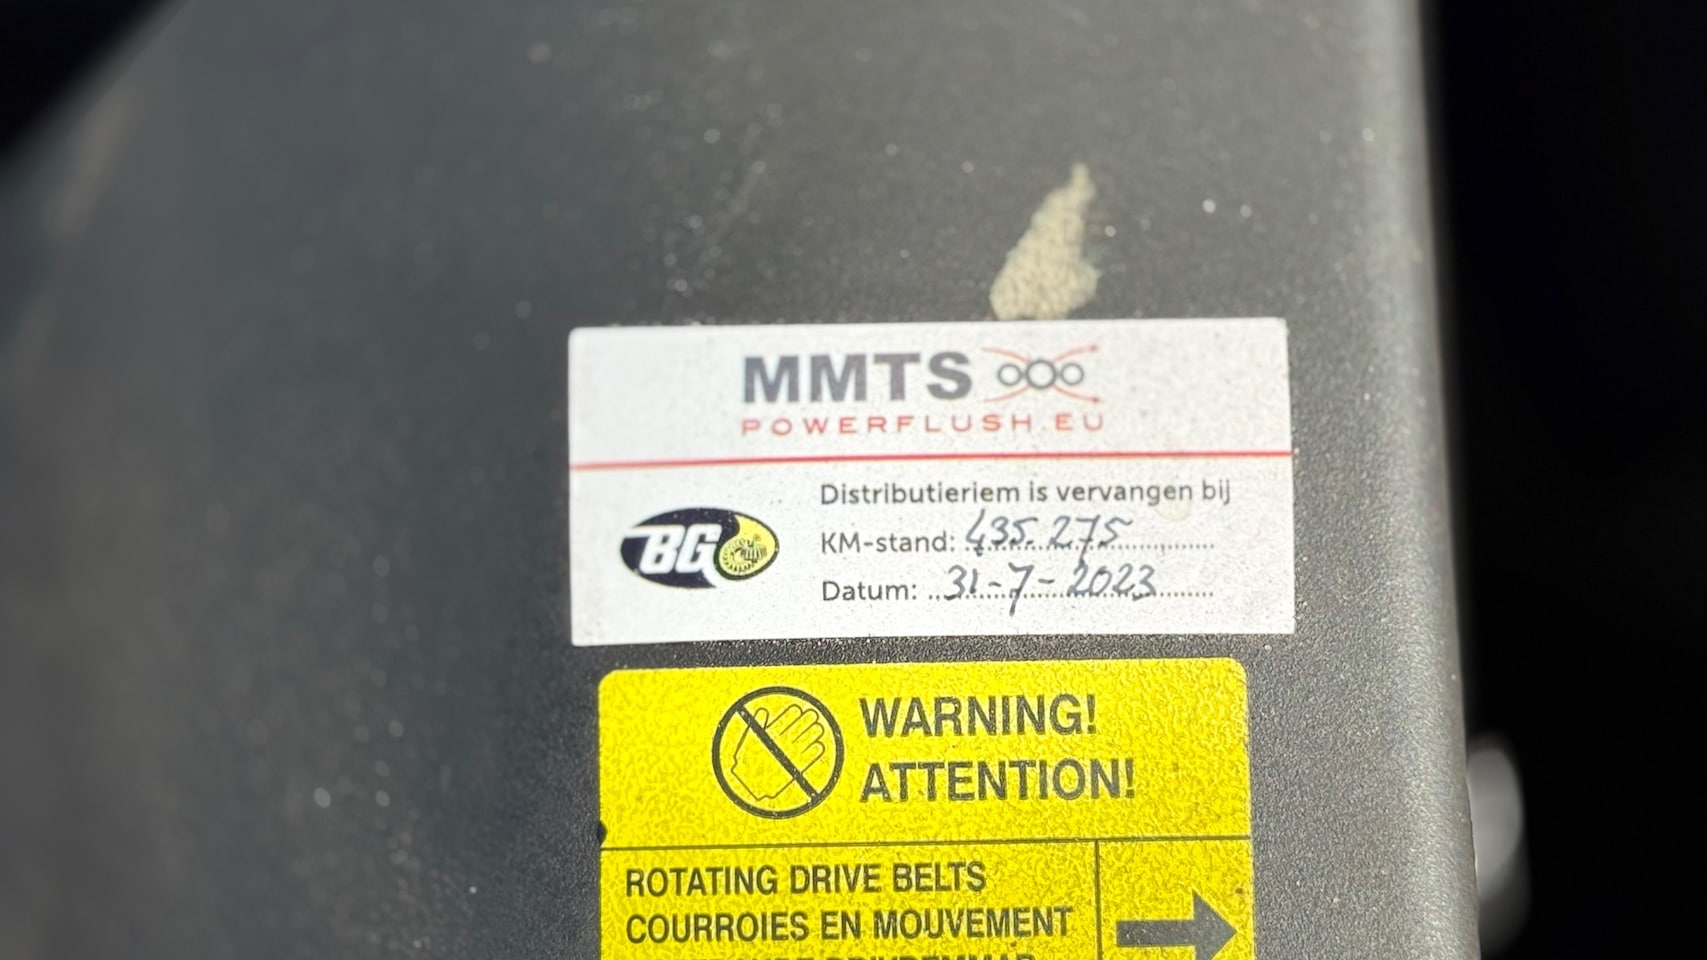 MMTS
POWERFLUSH.EU
Distributieriem is vervangen bij
BG
KM-stand: 435.275
Datum: 31-7-2023
WARNING!
ATTENTION!
ROTATING DRIVE BELTS
COURROIES EN MOUVEMENT